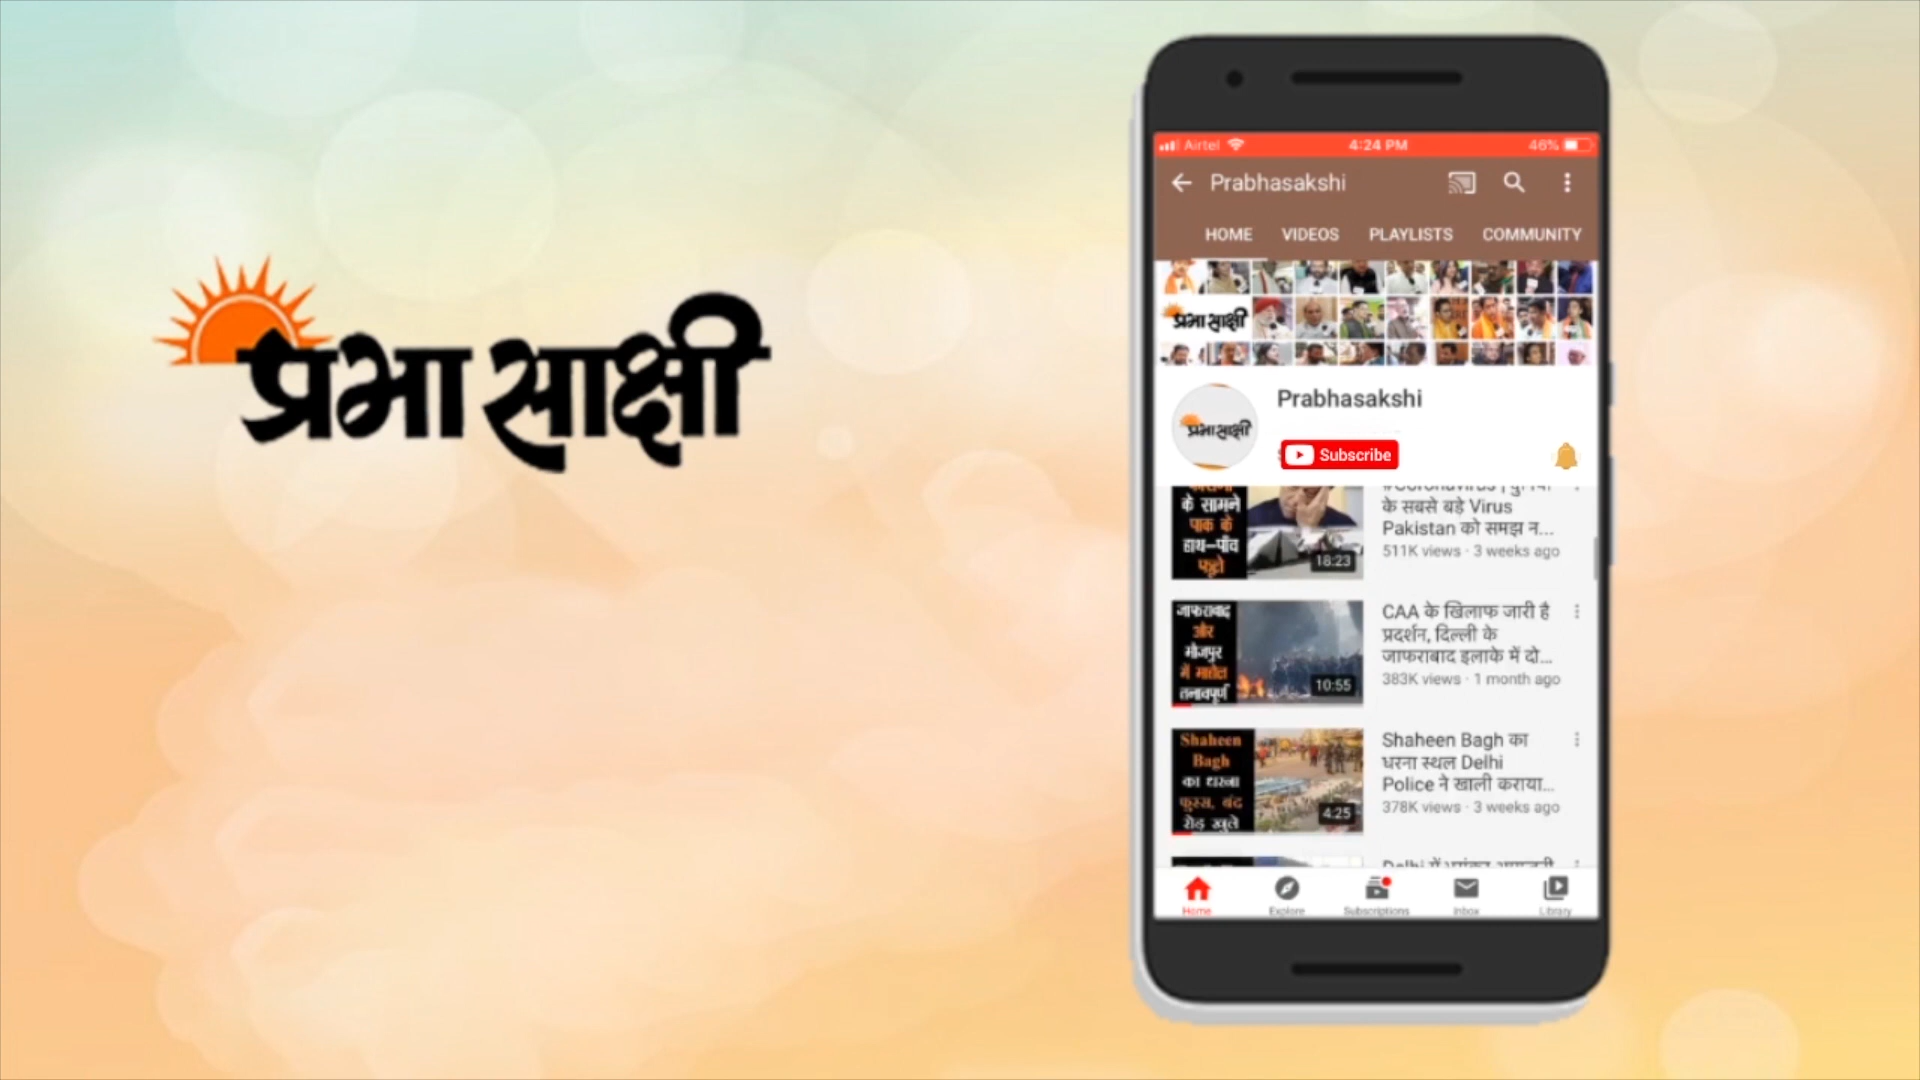 प्रभासाक्षी
Airtel
4:24 PM
46%
Prabhasakshi
HOME VIDEOS PLAYLISTS COMMUNITY
प्रभासाक्षी
Prabhasakshi
प्रभासाक्षी
Subscribe
के सामने
पाक के
हाथ-पाँव
फूले
18:23
के सबसे बड़े Virus
Pakistan को समझ न...
511K views · 3 weeks ago
जाफराबाद
और
मौजपुर
में माहौल
तनावपूर्ण
10:55
CAA के खिलाफ जारी है
प्रदर्शन, दिल्ली के
जाफराबाद इलाके में दो...
383K views · 1 month ago
Shaheen
Bagh
का धरना
फुस्स, बंद
रोड खुले
4:25
Shaheen Bagh का
धरना स्थल Delhi
Police ने खाली कराया...
378K views · 3 weeks ago
Home Explore Subscriptions Inbox Library